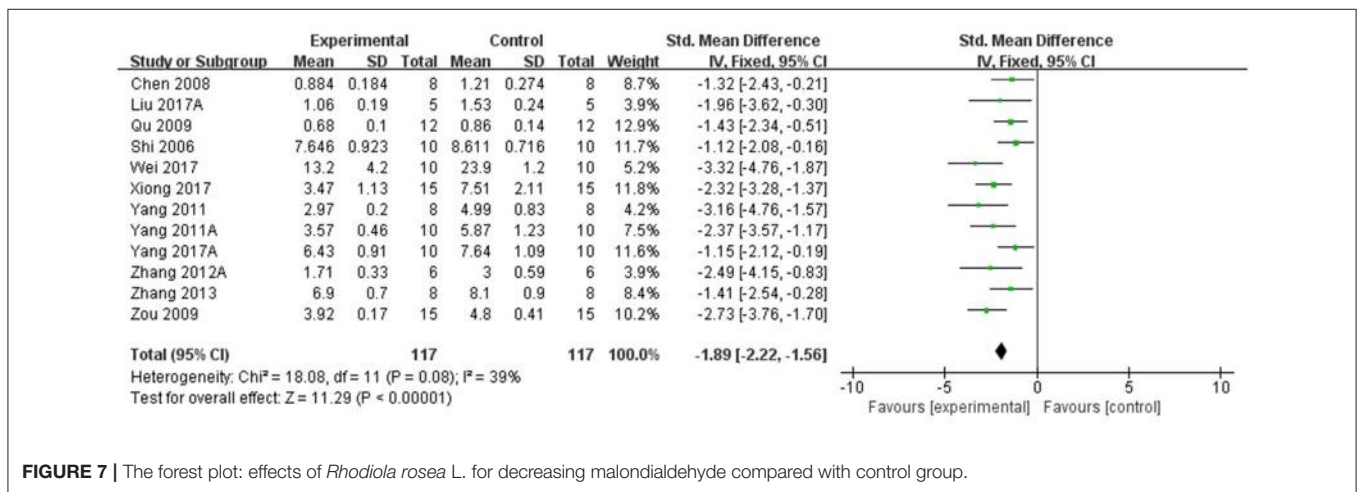 Experimental Control Std. Mean Difference Std. Mean Difference
Study or Subgroup Mean SD Total Mean SD Total Weight IV, Fixed, 95% CI IV, Fixed, 95% CI
Chen 2008 0.884 0.184 8 1.21 0.274 8 8.7% -1.32 [-2.43, -0.21]
Liu 2017A 1.06 0.19 5 1.53 0.24 5 3.9% -1.96 [-3.62, -0.30]
Qu 2009 0.68 0.1 12 0.86 0.14 12 12.9% -1.43 [-2.34, -0.51]
Shi 2006 7.646 0.923 10 8.611 0.716 10 11.7% -1.12 [-2.08, -0.16]
Wei 2017 13.2 4.2 10 23.9 1.2 10 5.2% -3.32 [-4.76, -1.87]
Xiong 2017 3.47 1.13 15 7.51 2.11 15 11.8% -2.32 [-3.28, -1.37]
Yang 2011 2.97 0.2 8 4.99 0.83 8 4.2% -3.16 [-4.76, -1.57]
Yang 2011A 3.57 0.46 10 5.87 1.23 10 7.5% -2.37 [-3.57, -1.17]
Yang 2017A 6.43 0.91 10 7.64 1.09 10 11.6% -1.15 [-2.12, -0.19]
Zhang 2012A 1.71 0.33 6 3 0.59 6 3.9% -2.49 [-4.15, -0.83]
Zhang 2013 6.9 0.7 8 8.1 0.9 8 8.4% -1.41 [-2.54, -0.28]
Zou 2009 3.92 0.17 15 4.8 0.41 15 10.2% -2.73 [-3.76, -1.70]
Total (95% CI) 117 117 100.0% -1.89 [-2.22, -1.56]
Heterogeneity: Chi² = 18.08, df = 11 (P = 0.08); I² = 39%
Test for overall effect: Z = 11.29 (P < 0.00001)
-10 -5 0 5 10
Favours [experimental] Favours [control]
FIGURE 7 | The forest plot: effects of Rhodiola rosea L. for decreasing malondialdehyde compared with control group.